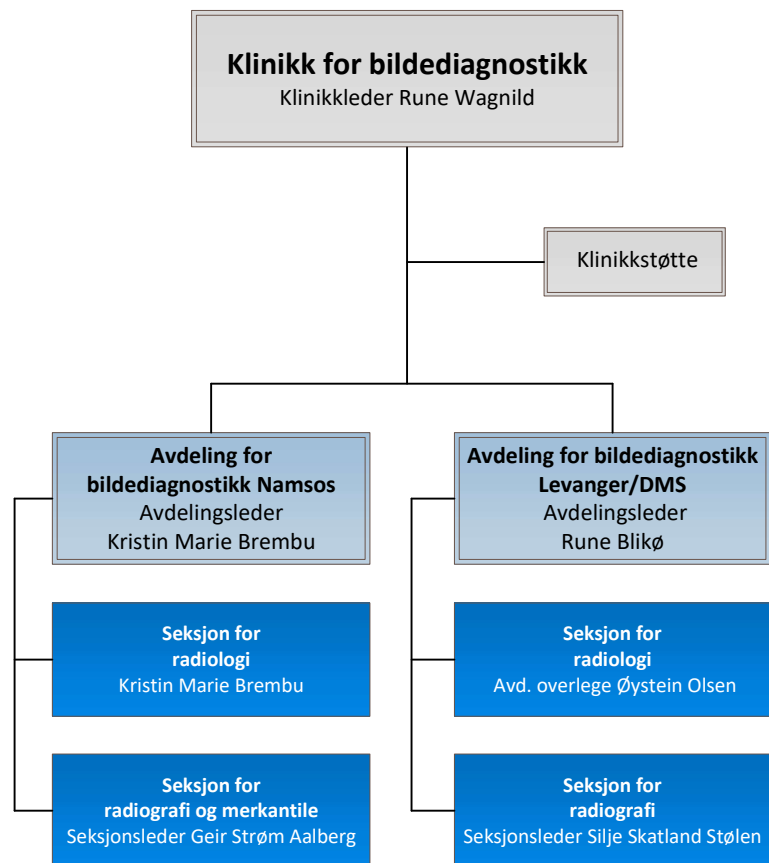 Klinikk for bildediagnostikk
Klinikkleder Rune Wagnild
Klinikkstøtte
Avdeling for
bildediagnostikk Namsos
Avdelingsleder
Kristin Marie Brembu
Avdeling for bildediagnostikk
Levanger/DMS
Avdelingsleder
Rune Blikø
Seksjon for
radiologi
Kristin Marie Brembu
Seksjon for
radiologi
Avd. overlege Øystein Olsen
Seksjon for
radiografi og merkantile
Seksjonsleder Geir Strøm Aalberg
Seksjon for
radiografi
Seksjonsleder Silje Skatland Stølen